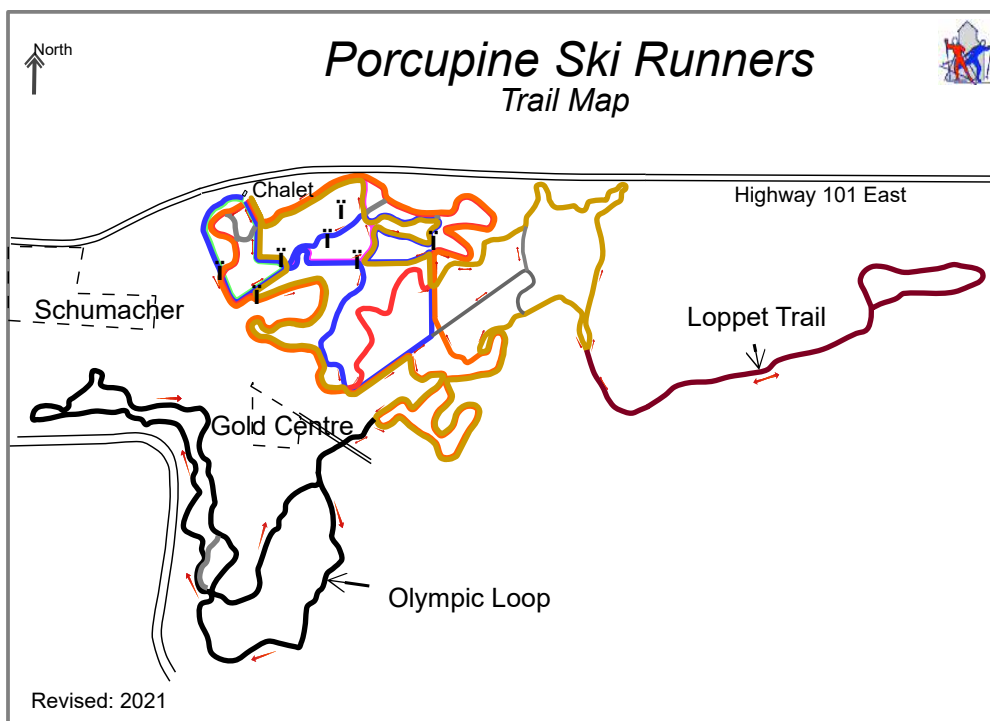 North
Porcupine Ski Runners
Trail Map
Chalet
Highway 101 East
ï
ï
ï
ï
ï
ï
ï
Schumacher
Loppet Trail
Gold Centre
Olympic Loop
Revised: 2021